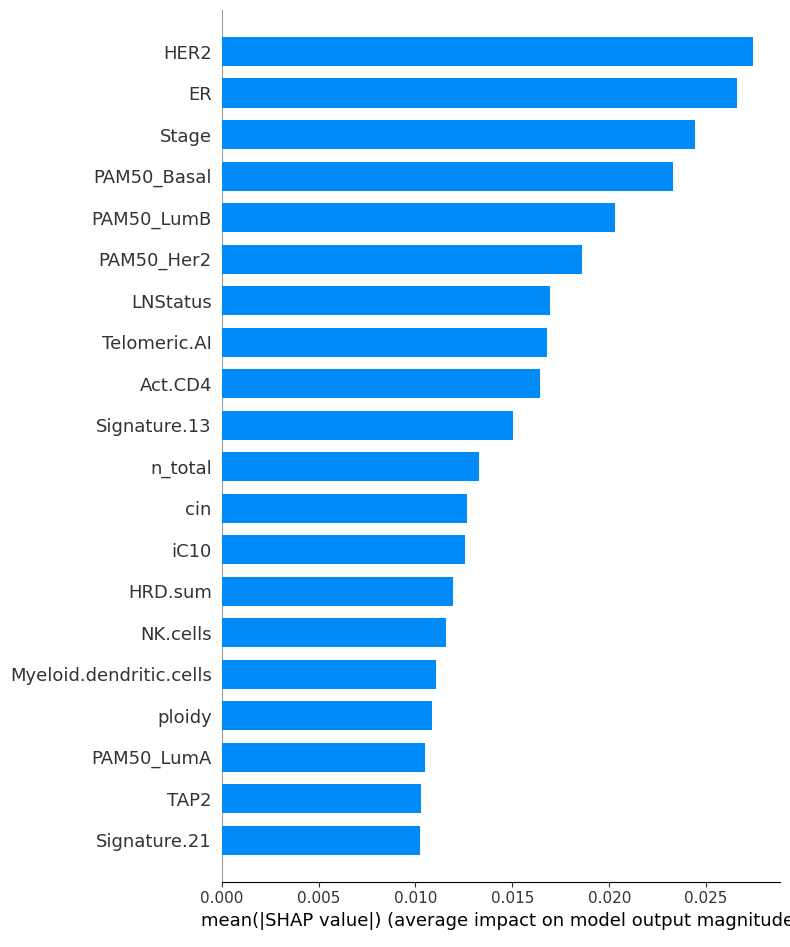 HER2
ER
Stage
PAM50_Basal
PAM50_LumB
PAM50_Her2
LNStatus
Telomeric.AI
Act.CD4
Signature.13
n_total
cin
iC10
HRD.sum
NK.cells
Myeloid.dendritic.cells
ploidy
PAM50_LumA
TAP2
Signature.21
0.000 0.005 0.010 0.015 0.020 0.025
mean(|SHAP value|) (average impact on model output magnitude